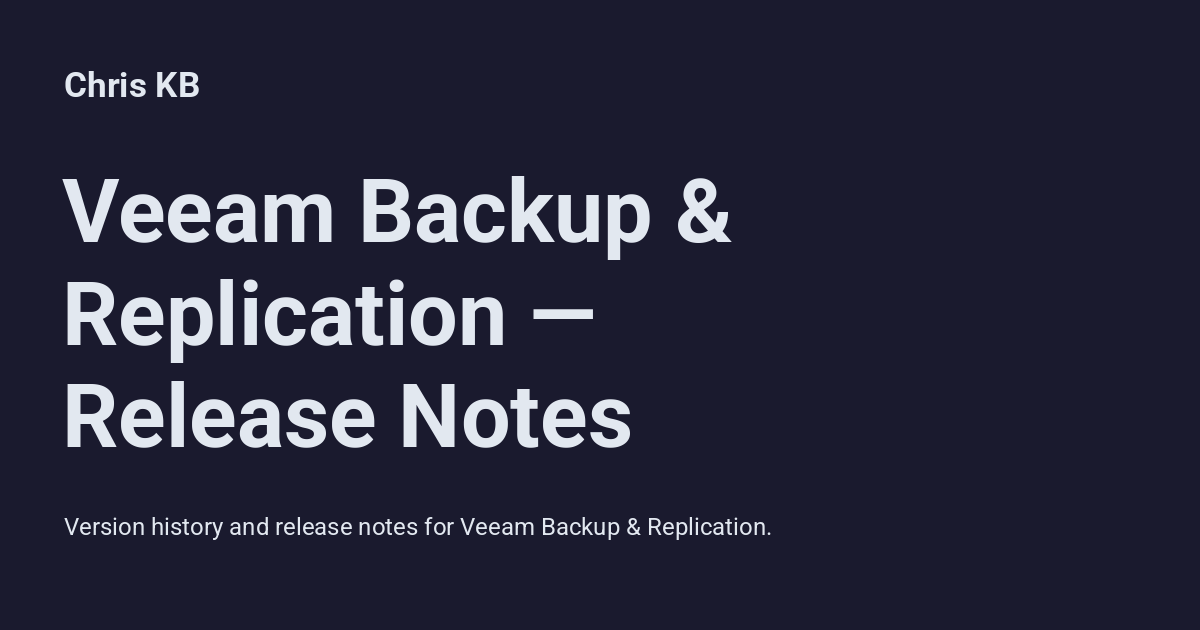 Chris KB
Veeam Backup &
Replication —
Release Notes
Version history and release notes for Veeam Backup & Replication.